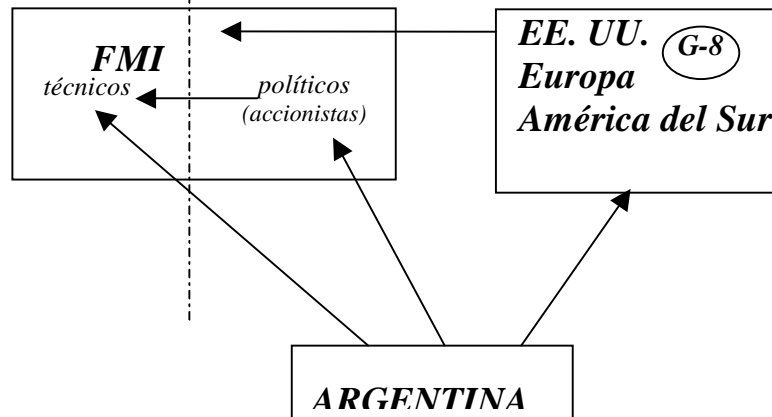 FMI
técnicos
políticos
(accionistas)
EE. UU.
G-8
Europa
América del Sur
ARGENTINA